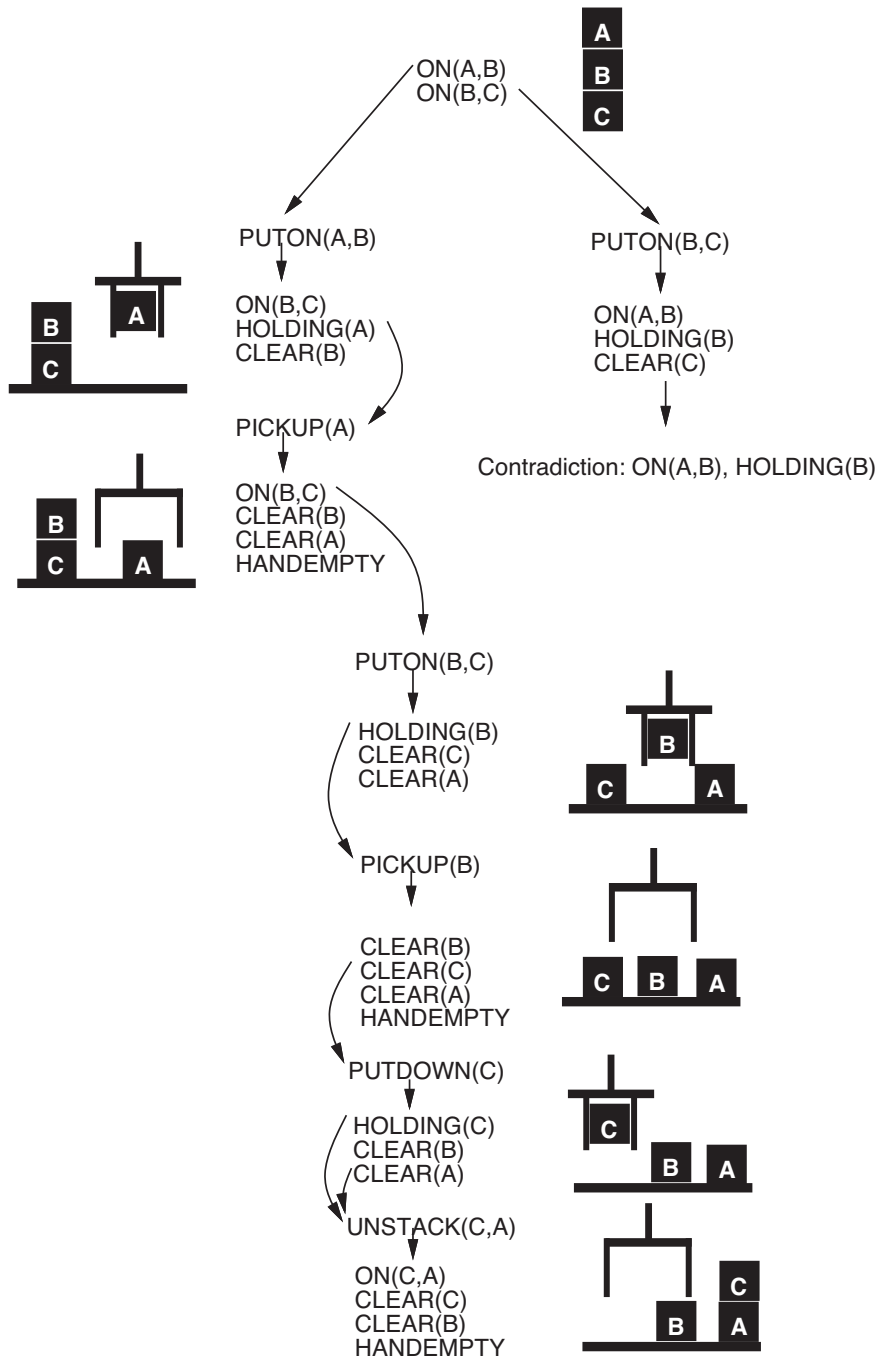 A
B
C
ON(A,B)
ON(B,C)
PUTON(A,B)
PUTON(B,C)
A
B
C
ON(B,C)
HOLDING(A)
CLEAR(B)
ON(A,B)
HOLDING(B)
CLEAR(C)
PICKUP(A)
Contradiction: ON(A,B), HOLDING(B)
B
C
A
ON(B,C)
CLEAR(B)
CLEAR(A)
HANDEMPTY
PUTON(B,C)
HOLDING(B)
CLEAR(C)
CLEAR(A)
B
C A
PICKUP(B)
CLEAR(B)
CLEAR(C)
CLEAR(A)
HANDEMPTY
C B A
PUTDOWN(C)
HOLDING(C)
CLEAR(B)
CLEAR(A)
C
B A
UNSTACK(C,A)
ON(C,A)
CLEAR(C)
CLEAR(B)
HANDEMPTY
C
B A